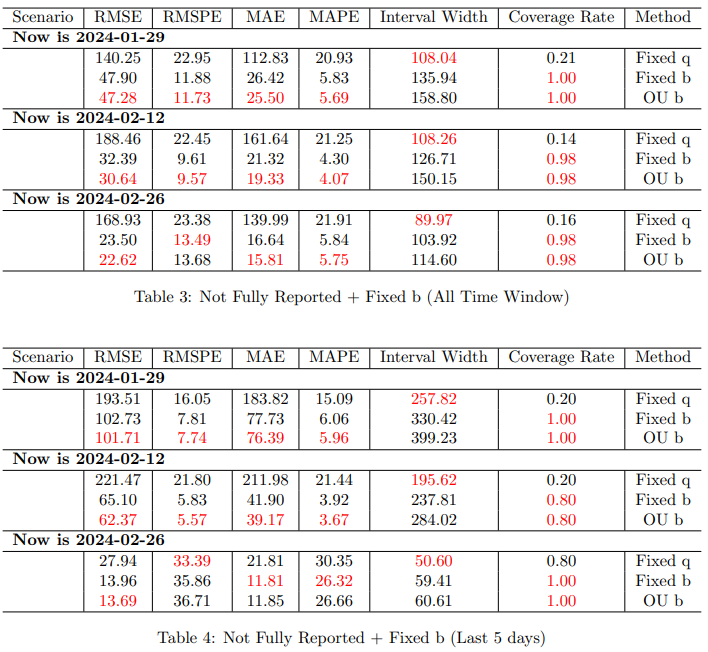 Scenario RMSE RMSPE MAE MAPE Interval Width Coverage Rate Method
Now is 2024-01-29
140.25 22.95 112.83 20.93 108.04 0.21 Fixed q
47.90 11.88 26.42 5.83 135.94 1.00 Fixed b
47.28 11.73 25.50 5.69 158.80 1.00 OU b
Now is 2024-02-12
188.46 22.45 161.64 21.25 108.26 0.14 Fixed q
32.39 9.61 21.32 4.30 126.71 0.98 Fixed b
30.64 9.57 19.33 4.07 150.15 0.98 OU b
Now is 2024-02-26
168.93 23.38 139.99 21.91 89.97 0.16 Fixed q
23.50 13.49 16.64 5.84 103.92 0.98 Fixed b
22.62 13.68 15.81 5.75 114.60 0.98 OU b
Table 3: Not Fully Reported + Fixed b (All Time Window)
Scenario RMSE RMSPE MAE MAPE Interval Width Coverage Rate Method
Now is 2024-01-29
193.51 16.05 183.82 15.09 257.82 0.20 Fixed q
102.73 7.81 77.73 6.06 330.42 1.00 Fixed b
101.71 7.74 76.39 5.96 399.23 1.00 OU b
Now is 2024-02-12
221.47 21.80 211.98 21.44 195.62 0.20 Fixed q
65.10 5.83 41.90 3.92 237.81 0.80 Fixed b
62.37 5.57 39.17 3.67 284.02 0.80 OU b
Now is 2024-02-26
27.94 33.39 21.81 30.35 50.60 0.80 Fixed q
13.96 35.86 11.81 26.32 59.41 1.00 Fixed b
13.69 36.71 11.85 26.66 60.61 1.00 OU b
Table 4: Not Fully Reported + Fixed b (Last 5 days)